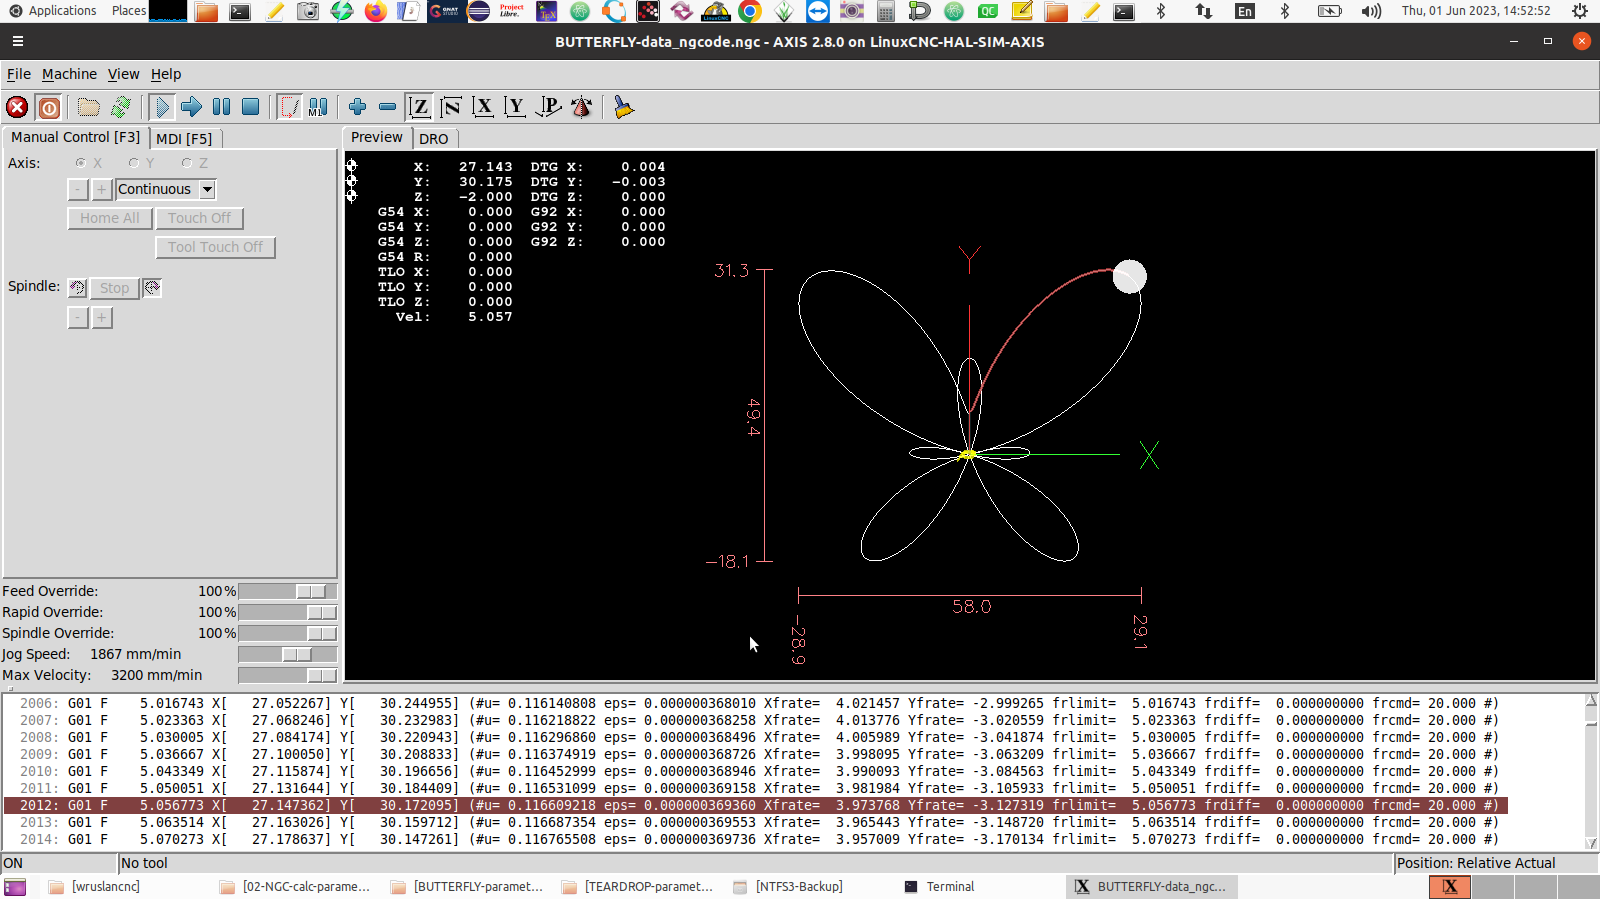 Applications Places En Thu, 01 Jun 2023, 14:52:52
BUTTERFLY-data_ngcode.ngc - AXIS 2.8.0 on LinuxCNC-HAL-SIM-AXIS
File Machine View Help
M1 Z N X Y P
Manual Control [F3] MDI [F5]
Axis: X Y Z
- + Continuous
Home All Touch Off
Tool Touch Off
Spindle: Stop
- +
Feed Override: 100%
Rapid Override: 100%
Spindle Override: 100%
Jog Speed: 1867 mm/min
Max Velocity: 3200 mm/min
Preview DRO
X: 27.143 DTG X: 0.004
Y: 30.175 DTG Y: -0.003
Z: -2.000 DTG Z: 0.000
G54 X: 0.000 G92 X: 0.000
G54 Y: 0.000 G92 Y: 0.000
G54 Z: 0.000 G92 Z: 0.000
G54 R: 0.000
TLO X: 0.000
TLO Y: 0.000
TLO Z: 0.000
Vel: 5.057
Y
31.3
49.4
X
-18.1
58.0
-28.9
29.1
2006: G01 F 5.016743 X[ 27.052267] Y[ 30.244955] (#u= 0.116140808 eps= 0.000000368010 Xfrate= 4.021457 Yfrate= -2.999265 frlimit= 5.016743 frdiff= 0.000000000 frcmd= 20.000 #)
2007: G01 F 5.023363 X[ 27.068246] Y[ 30.232983] (#u= 0.116218822 eps= 0.000000368258 Xfrate= 4.013776 Yfrate= -3.020559 frlimit= 5.023363 frdiff= 0.000000000 frcmd= 20.000 #)
2008: G01 F 5.030005 X[ 27.084174] Y[ 30.220943] (#u= 0.116296860 eps= 0.000000368496 Xfrate= 4.005989 Yfrate= -3.041874 frlimit= 5.030005 frdiff= 0.000000000 frcmd= 20.000 #)
2009: G01 F 5.036667 X[ 27.100050] Y[ 30.208833] (#u= 0.116374919 eps= 0.000000368726 Xfrate= 3.998095 Yfrate= -3.063209 frlimit= 5.036667 frdiff= 0.000000000 frcmd= 20.000 #)
2010: G01 F 5.043349 X[ 27.115874] Y[ 30.196656] (#u= 0.116452999 eps= 0.000000368946 Xfrate= 3.990093 Yfrate= -3.084563 frlimit= 5.043349 frdiff= 0.000000000 frcmd= 20.000 #)
2011: G01 F 5.050051 X[ 27.131644] Y[ 30.184409] (#u= 0.116531099 eps= 0.000000369158 Xfrate= 3.981984 Yfrate= -3.105933 frlimit= 5.050051 frdiff= 0.000000000 frcmd= 20.000 #)
2012: G01 F 5.056773 X[ 27.147362] Y[ 30.172095] (#u= 0.116609218 eps= 0.000000369360 Xfrate= 3.973768 Yfrate= -3.127319 frlimit= 5.056773 frdiff= 0.000000000 frcmd= 20.000 #)
2013: G01 F 5.063514 X[ 27.163026] Y[ 30.159712] (#u= 0.116687354 eps= 0.000000369553 Xfrate= 3.965443 Yfrate= -3.148720 frlimit= 5.063514 frdiff= 0.000000000 frcmd= 20.000 #)
2014: G01 F 5.070273 X[ 27.178637] Y[ 30.147261] (#u= 0.116765508 eps= 0.000000369736 Xfrate= 3.957009 Yfrate= -3.170134 frlimit= 5.070273 frdiff= 0.000000000 frcmd= 20.000 #)
ON No tool Position: Relative Actual
[wruslancnc] [02-NGC-calc-parame... [BUTTERFLY-paramet... [TEARDROP-paramet... [NTFS3-Backup] Terminal BUTTERFLY-data_ngc...